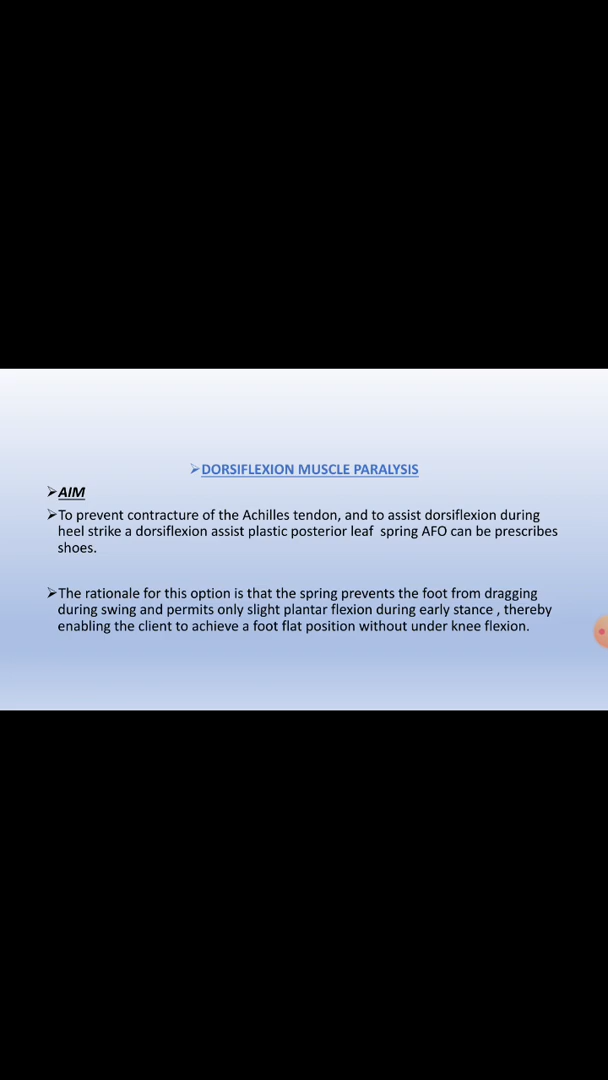 ➢DORSIFLEXION MUSCLE PARALYSIS
➢AIM
➢To prevent contracture of the Achilles tendon, and to assist dorsiflexion during
heel strike a dorsiflexion assist plastic posterior leaf spring AFO can be prescribes
shoes.
➢The rationale for this option is that the spring prevents the foot from dragging
during swing and permits only slight plantar flexion during early stance , thereby
enabling the client to achieve a foot flat position without under knee flexion.